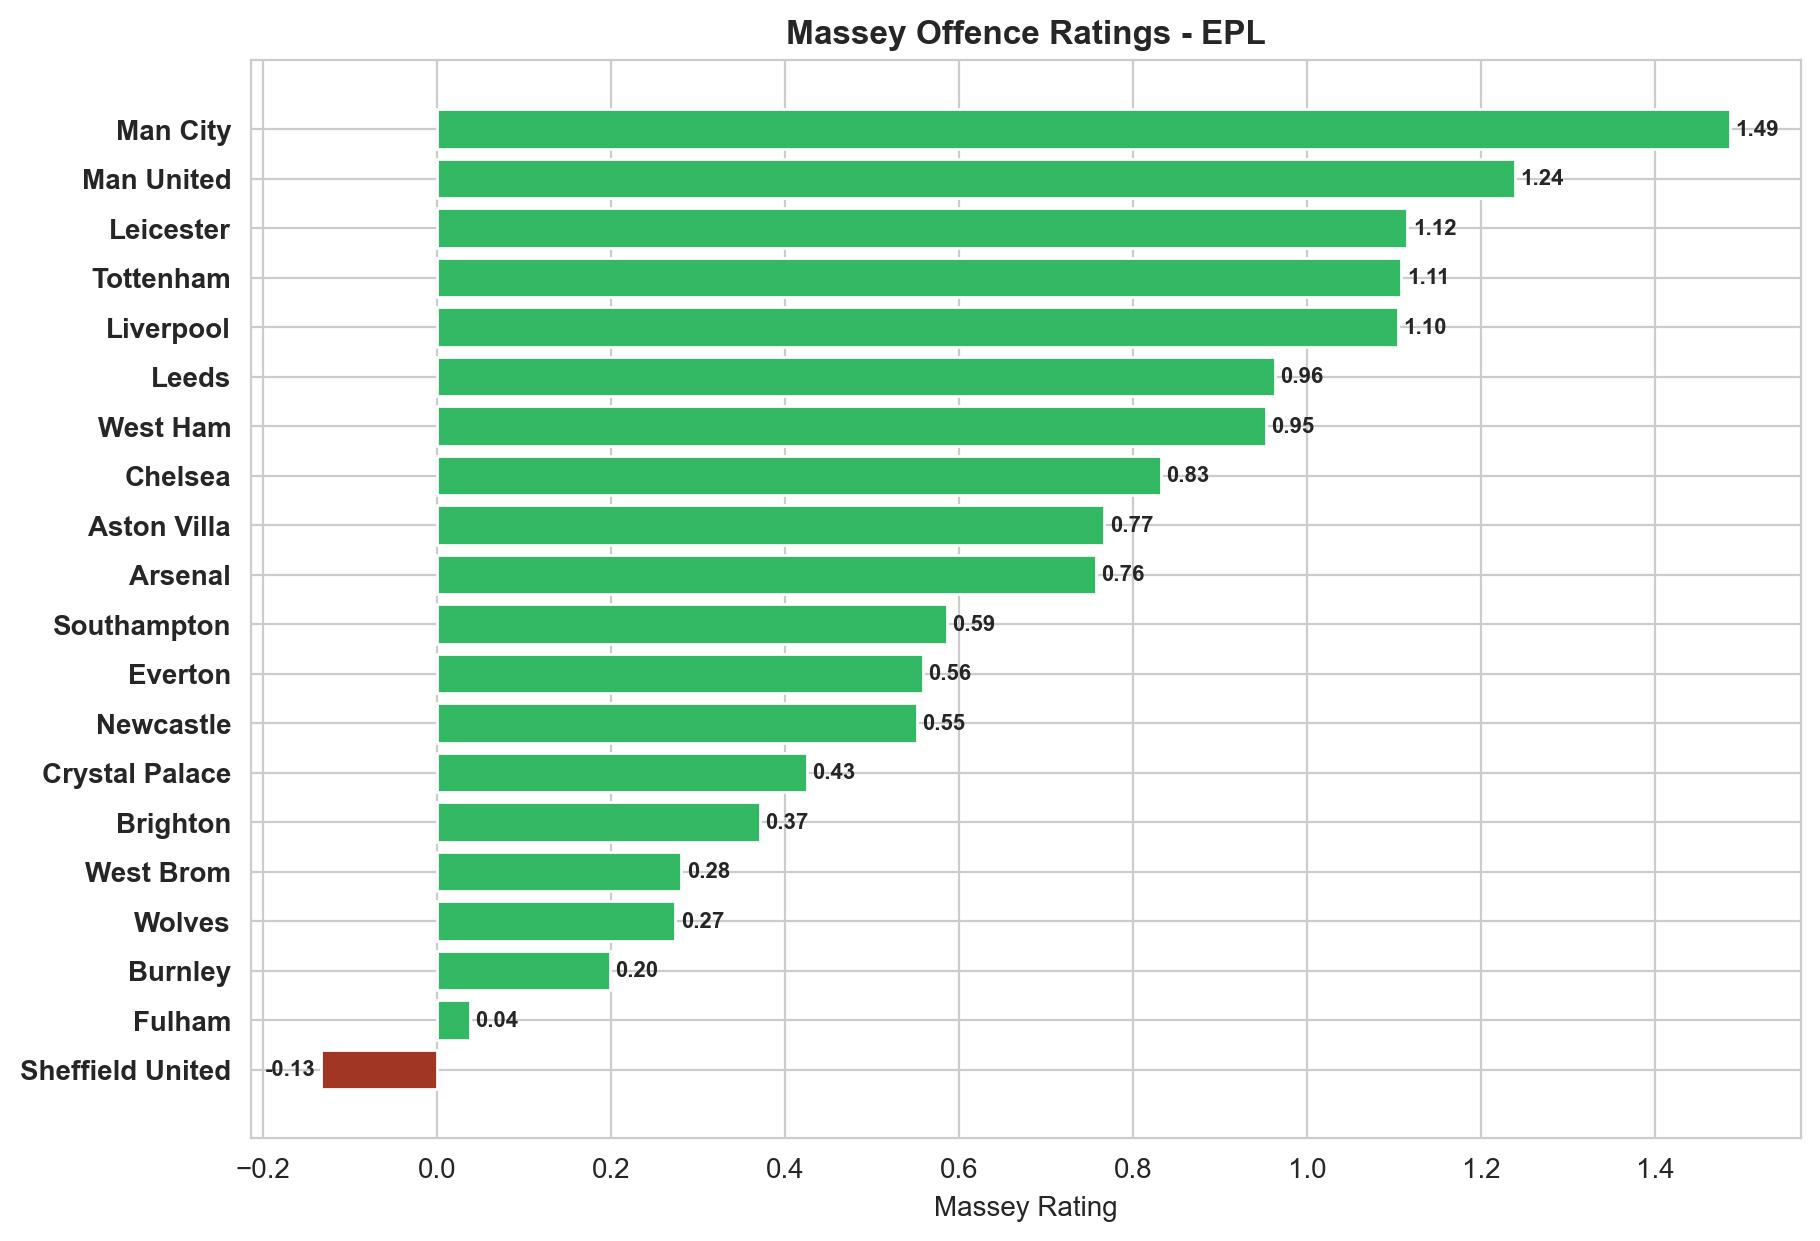 Massey Offence Ratings - EPL
Man City 1.49
Man United 1.24
Leicester 1.12
Tottenham 1.11
Liverpool 1.10
Leeds 0.96
West Ham 0.95
Chelsea 0.83
Aston Villa 0.77
Arsenal 0.76
Southampton 0.59
Everton 0.56
Newcastle 0.55
Crystal Palace 0.43
Brighton 0.37
West Brom 0.28
Wolves 0.27
Burnley 0.20
Fulham 0.04
Sheffield United -0.13
−0.2 0.0 0.2 0.4 0.6 0.8 1.0 1.2 1.4
Massey Rating